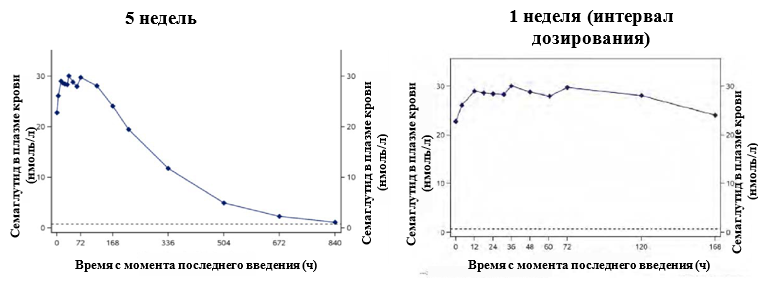 5 недель
Семаглутид в плазме крови
(нмоль/л)
30
20
10
0
30
20
10
0
Семаглутид в плазме крови
(нмоль/л)
0 72 168 336 504 672 840
Время с момента последнего введения (ч)
1 неделя (интервал
дозирования)
Семаглутид в плазме крови
(нмоль/л)
30
20
10
0
30
20
10
0
Семаглутид в плазме крови
(нмоль/л)
0 12 24 36 48 60 72 120 168
Время с момента последнего введения (ч)